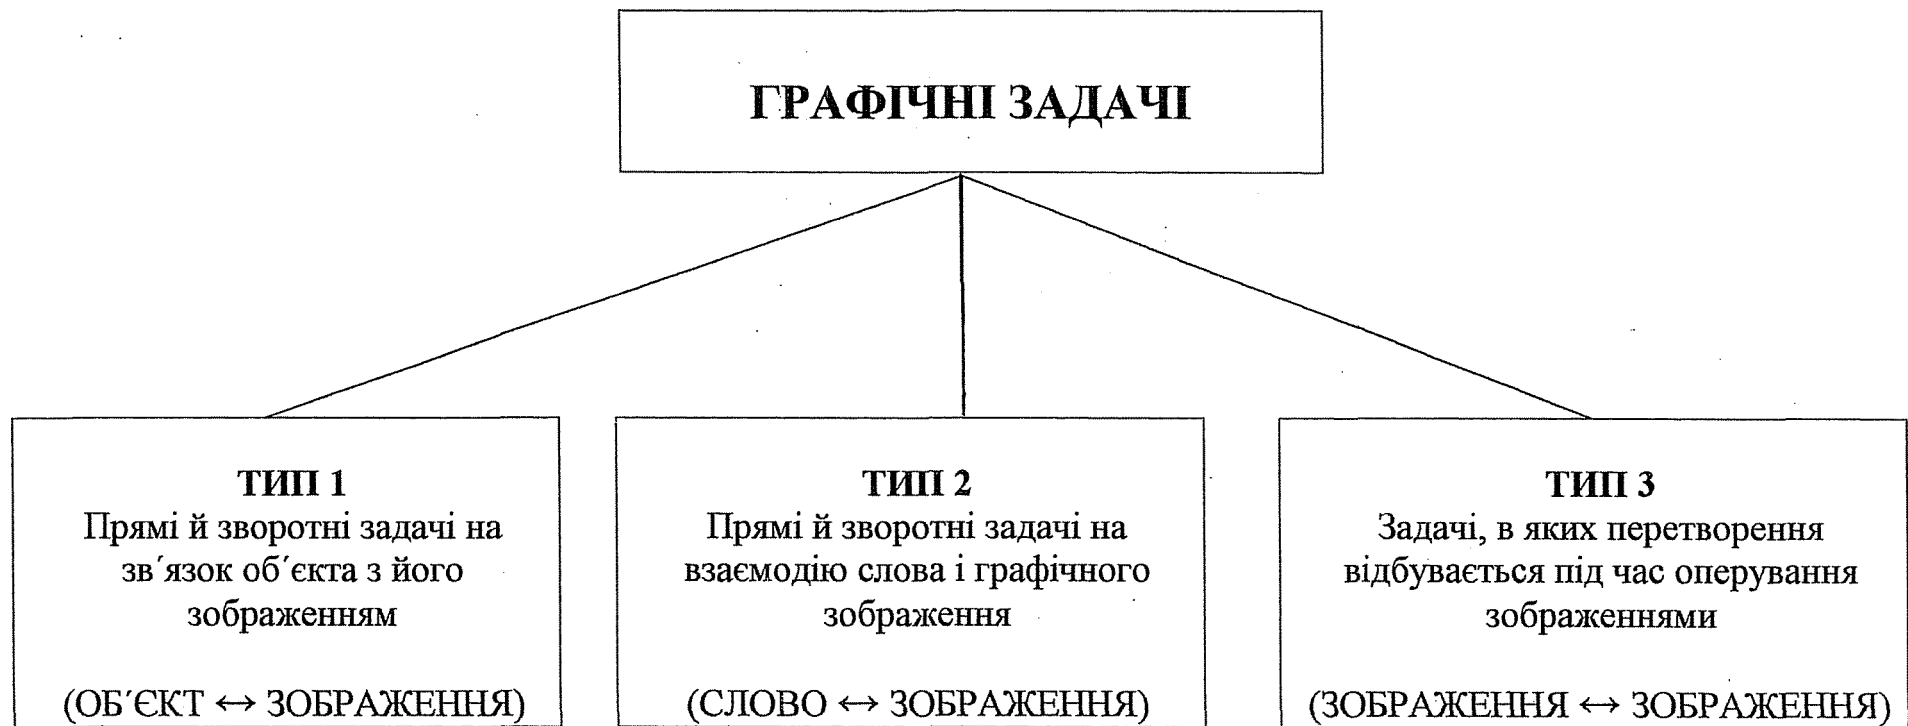 ГРАФІЧНІ ЗАДАЧІ
ТИП 1
Прямі й зворотні задачі на
зв´язок об´єкта з його
зображенням
(ОБ´ЄКТ ↔ ЗОБРАЖЕННЯ)
ТИП 2
Прямі й зворотні задачі на
взаємодію слова і графічного
зображення
(СЛОВО ↔ ЗОБРАЖЕННЯ)
ТИП 3
Задачі, в яких перетворення
відбувається під час оперування
зображеннями
(ЗОБРАЖЕННЯ ↔ ЗОБРАЖЕННЯ)